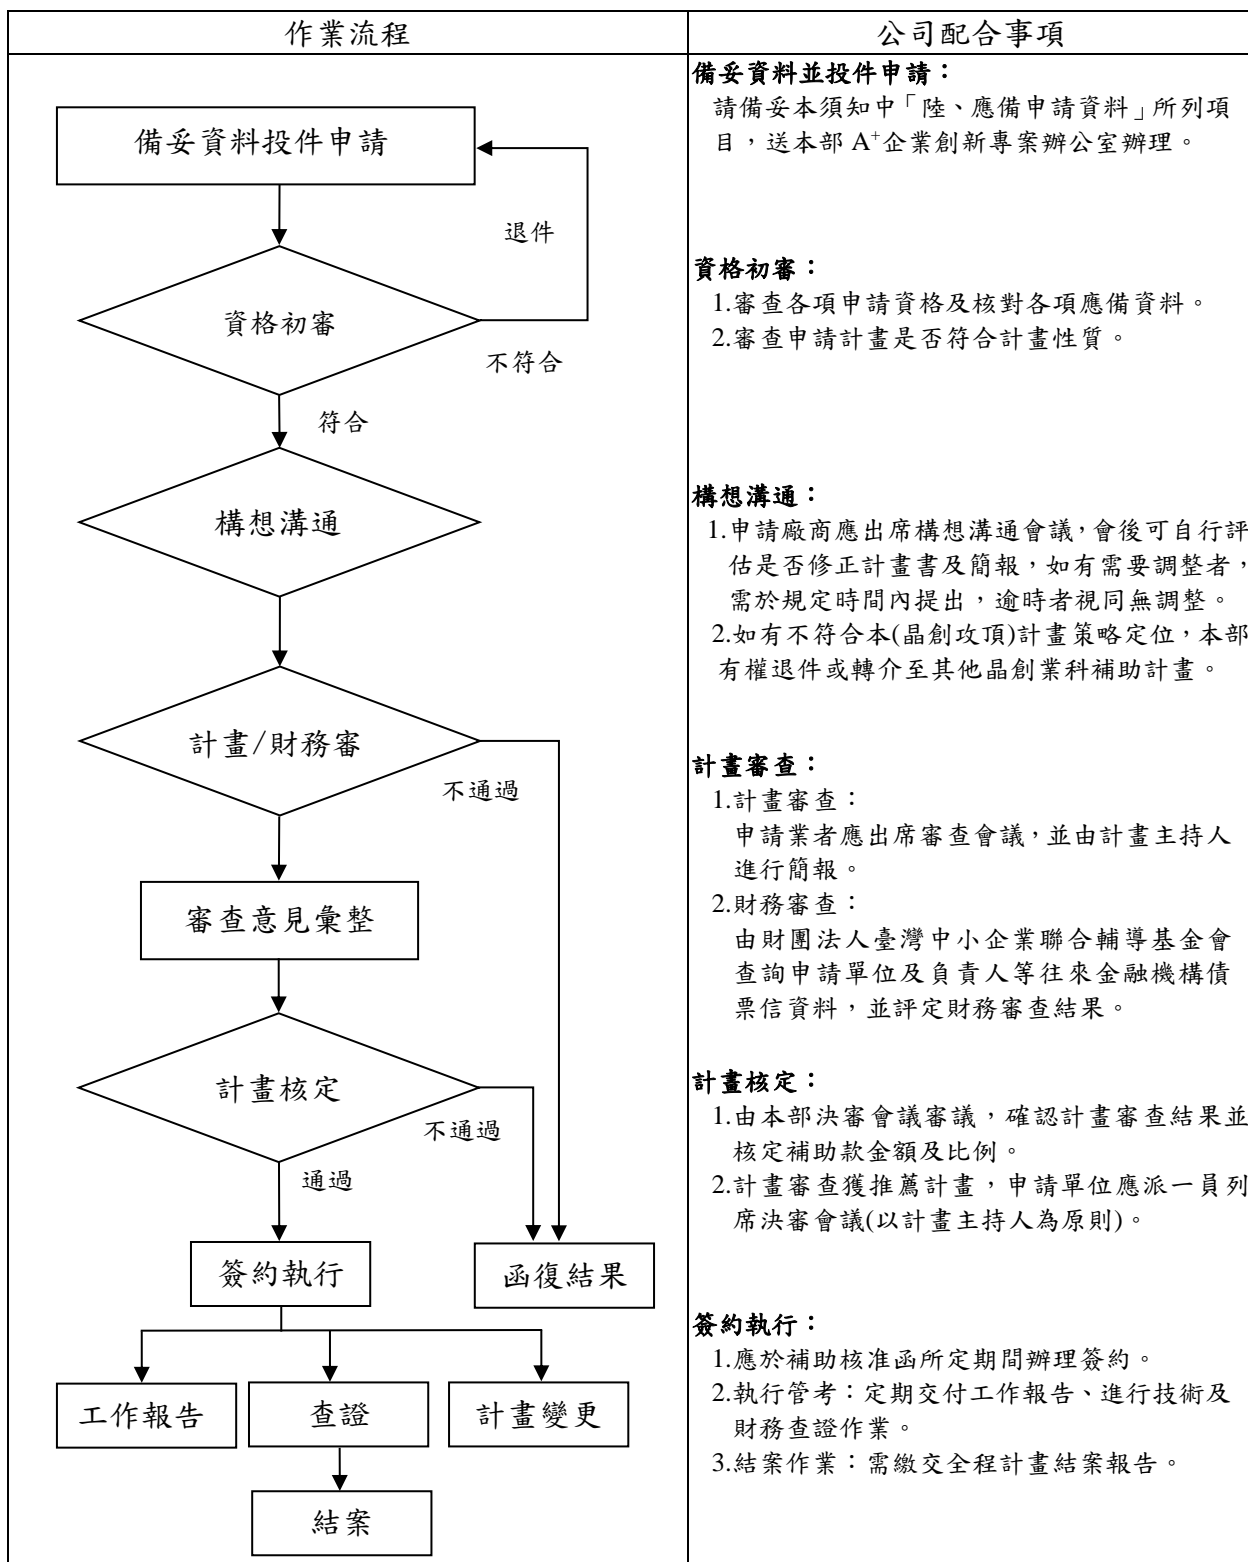 作業流程
公司配合事項
備妥資料投件申請
退件
資格初審
不符合
符合
構想溝通
計畫/財務審
不通過
審查意見彙整
計畫核定
不通過
通過
簽約執行
函復結果
工作報告
查證
計畫變更
結案
備妥資料並投件申請：
請備妥本須知中「陸、應備申請資料」所列項
目，送本部 A⁺企業創新專案辦公室辦理。
資格初審：
1.審查各項申請資格及核對各項應備資料。
2.審查申請計畫是否符合計畫性質。
構想溝通：
1.申請廠商應出席構想溝通會議，會後可自行評
估是否修正計畫書及簡報，如有需要調整者，
需於規定時間內提出，逾時者視同無調整。
2.如有不符合本(晶創攻頂)計畫策略定位，本部
有權退件或轉介至其他晶創業科補助計畫。
計畫審查：
1.計畫審查：
申請業者應出席審查會議，並由計畫主持人
進行簡報。
2.財務審查：
由財團法人臺灣中小企業聯合輔導基金會
查詢申請單位及負責人等往來金融機構債
票信資料，並評定財務審查結果。
計畫核定：
1.由本部決審會議審議，確認計畫審查結果並
核定補助款金額及比例。
2.計畫審查獲推薦計畫，申請單位應派一員列
席決審會議(以計畫主持人為原則)。
簽約執行：
1.應於補助核准函所定期間辦理簽約。
2.執行管考：定期交付工作報告、進行技術及
財務查證作業。
3.結案作業：需繳交全程計畫結案報告。